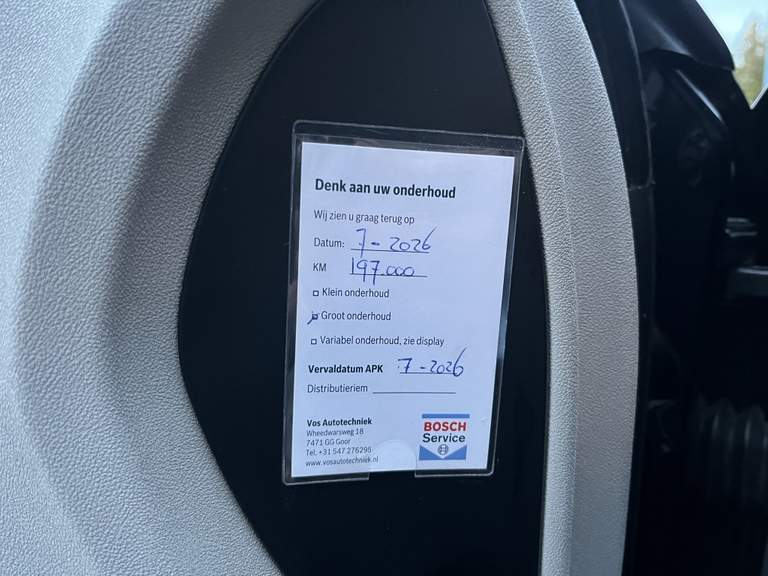 Denk aan uw onderhoud
Wij zien u graag terug op
Datum: 7-2026
KM 197.000
Klein onderhoud
Groot onderhoud
Variabel onderhoud, zie display
Vervaldatum APK 7-2026
Distributieriem
Vos Autotechniek
Wheedwarsweg 18
7471 GG Goor
Tel. +31 547 276295
www.vosautotechniek.nl
BOSCH
Service